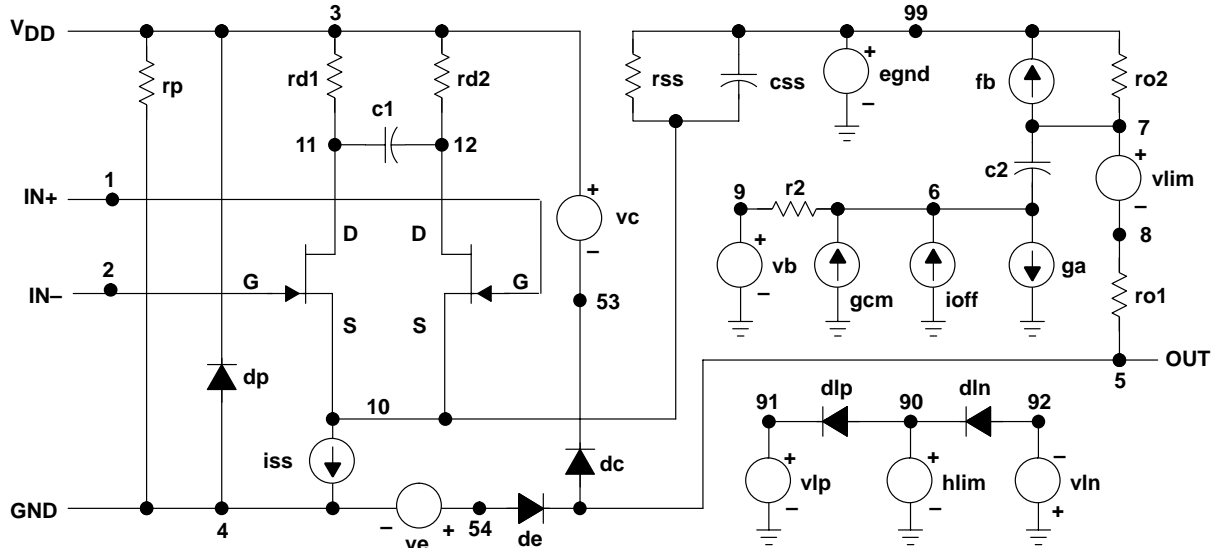 3
99
VDD
rp
rd1
rd2
rss
css
+
egnd
–
fb
ro2
c1
11
12
7
c2
+
vlim
–
IN+
1
+
vc
–
9
r2
6
8
D
D
+
vb
–
gcm
ioff
ga
ro1
IN–
2
G
G
53
S
S
OUT
5
dp
10
91
dlp
90
dln
92
iss
dc
+
vlp
–
+
hlim
–
–
vln
+
GND
4
–
+
ve
54
de